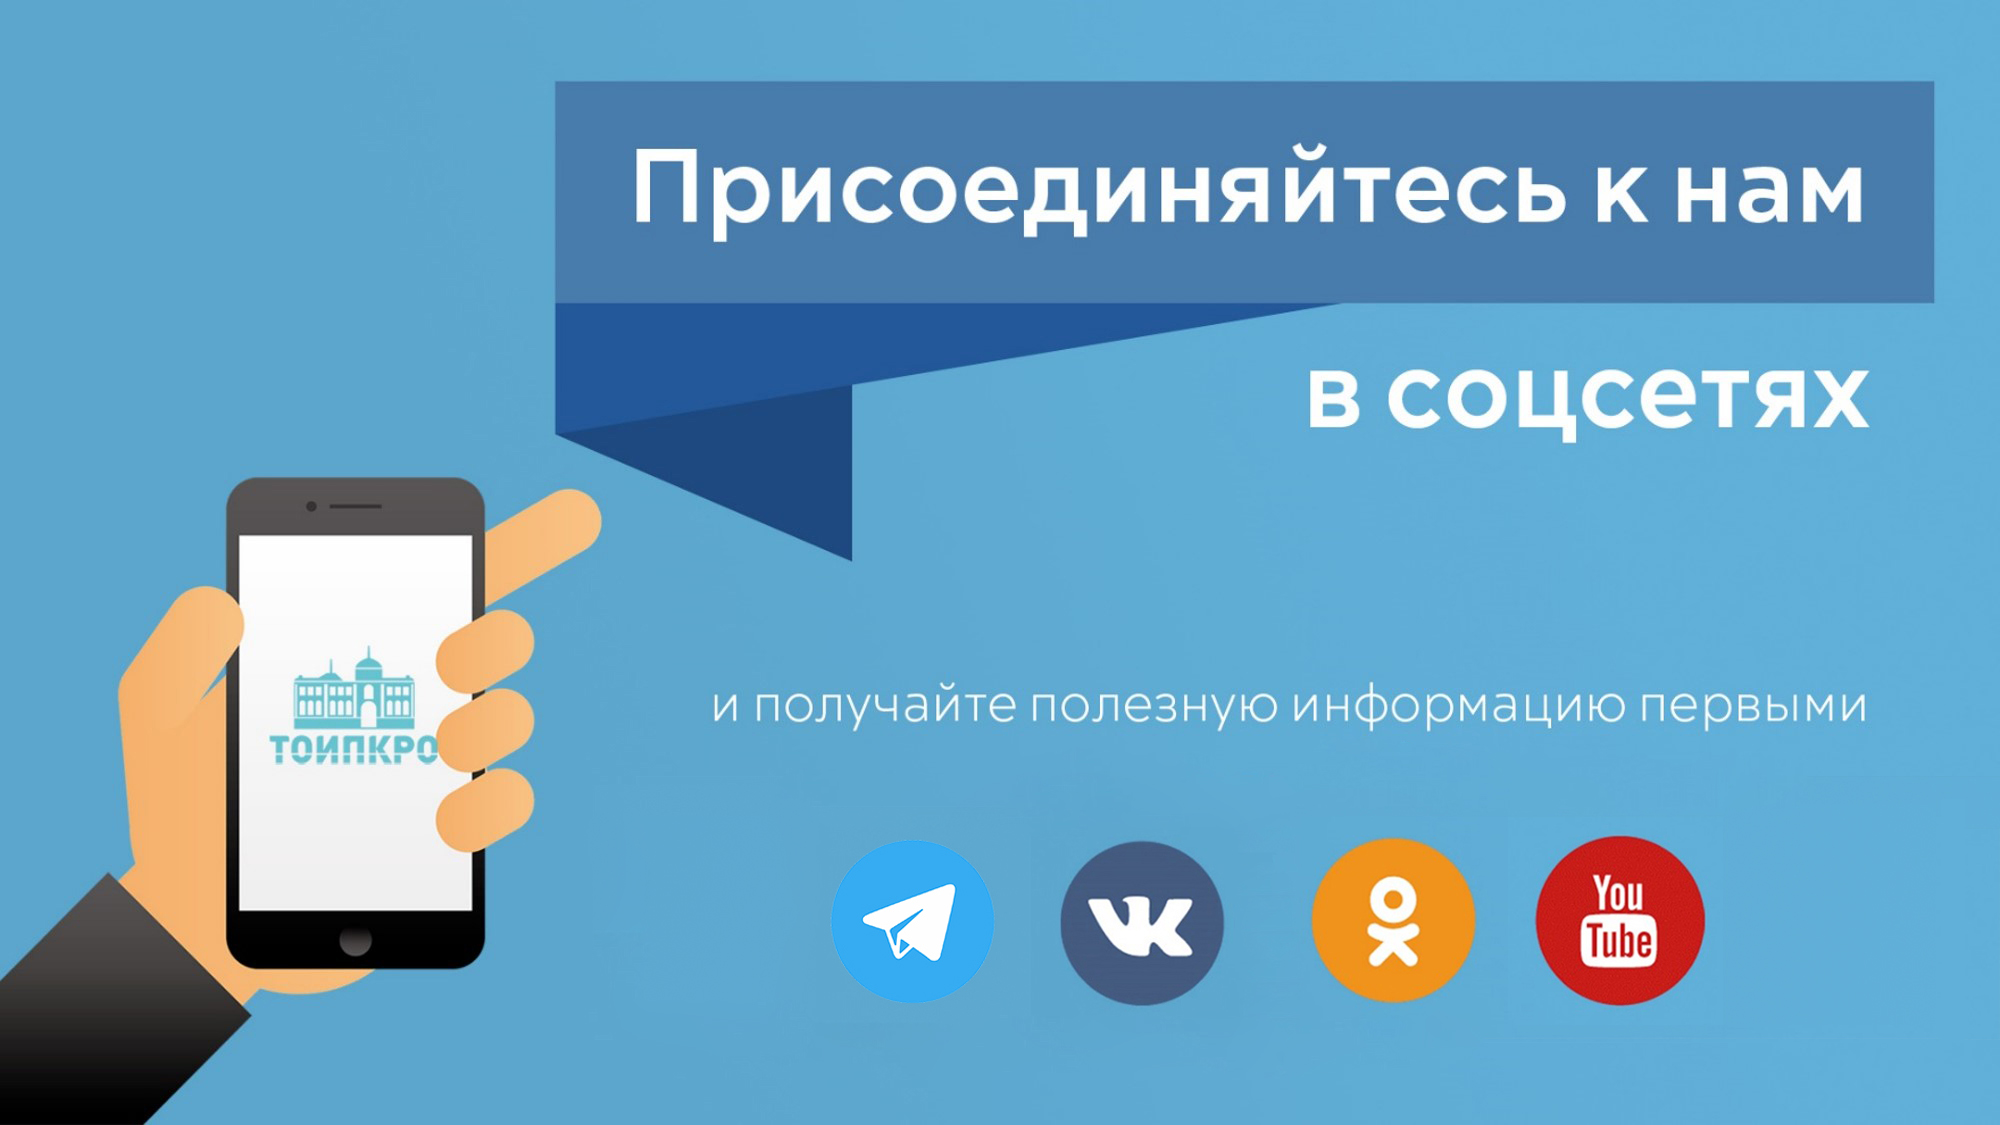 Присоединяйтесь к нам
в соцсетях
ТОИПКРО
и получайте полезную информацию первыми
You
Tube